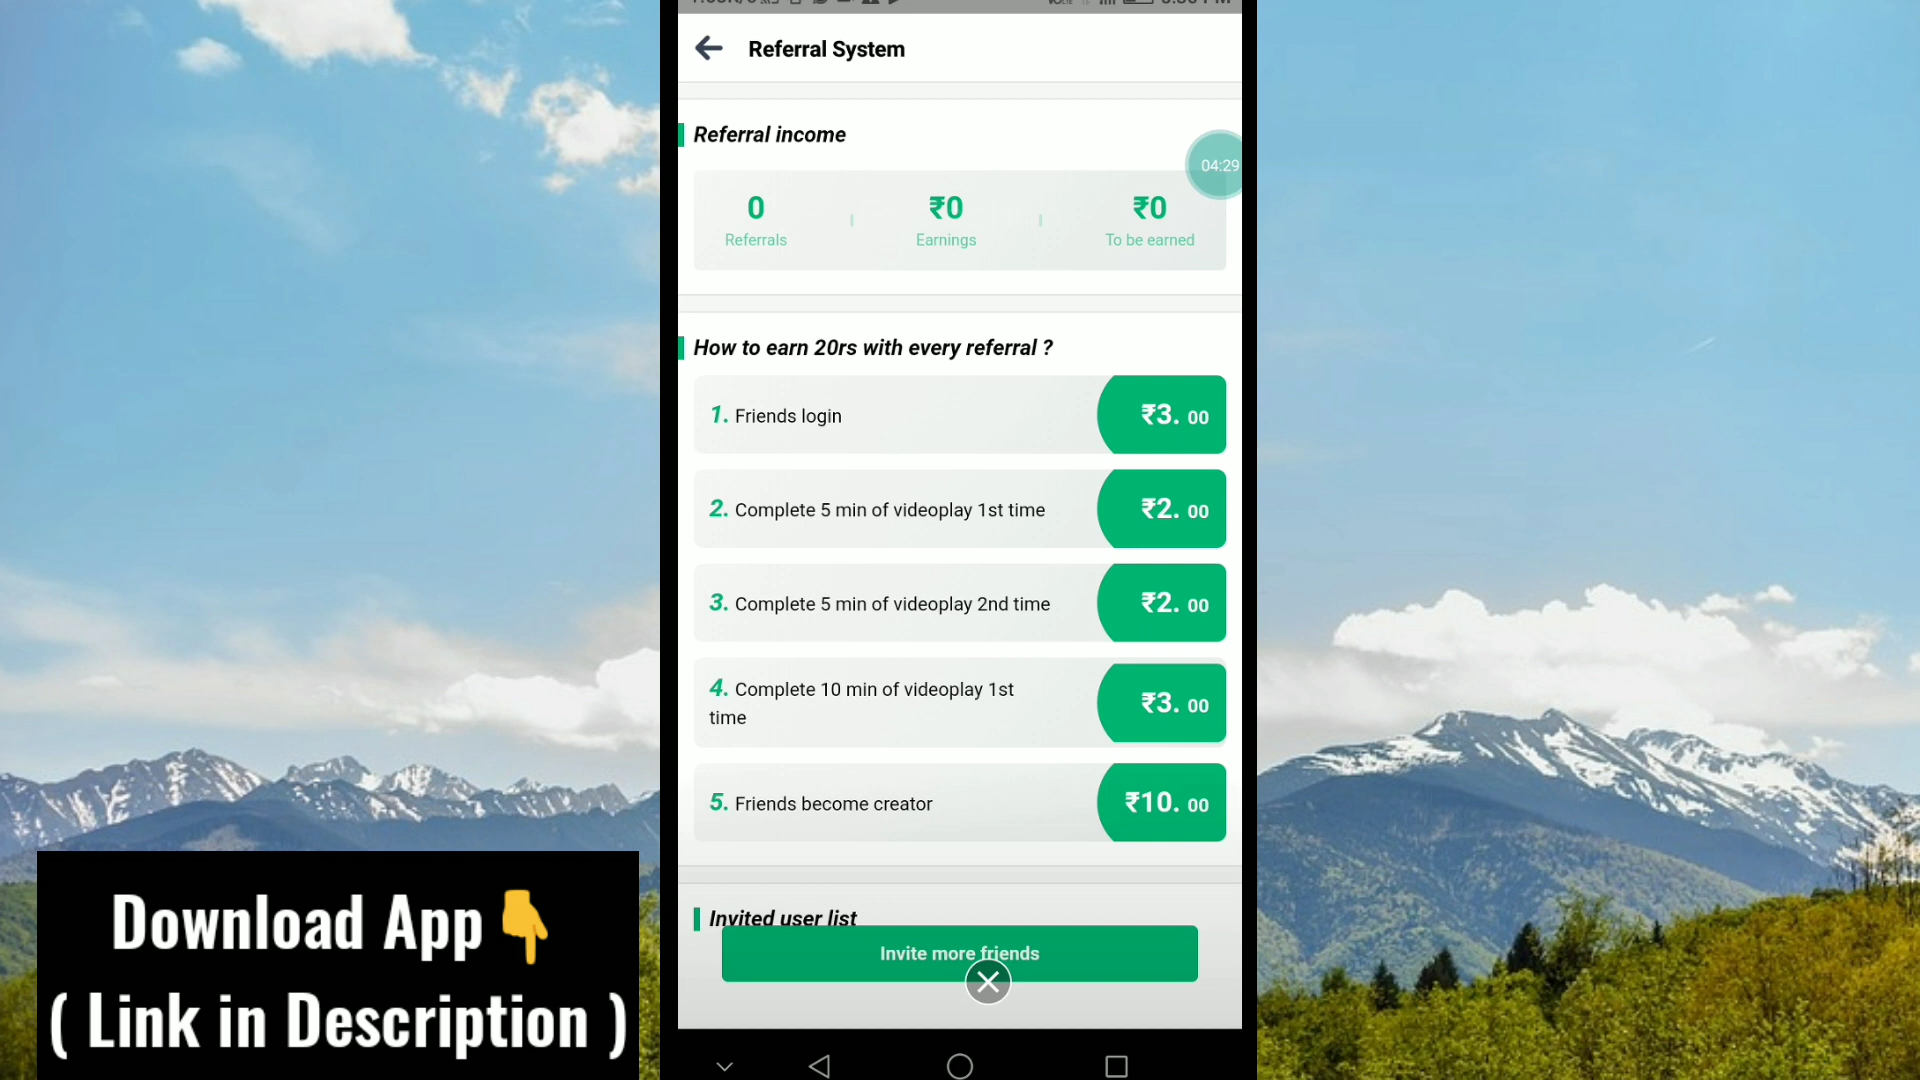 Referral System
Referral income
04:29
0
₹0
₹0
Referrals
Earnings
To be earned
How to earn 20rs with every referral ?
1. Friends login
₹3. 00
2. Complete 5 min of videoplay 1st time
₹2. 00
3. Complete 5 min of videoplay 2nd time
₹2. 00
4. Complete 10 min of videoplay 1st
time
₹3. 00
5. Friends become creator
₹10. 00
Invited user list
Invite more friends
Download App👇
( Link in Description )